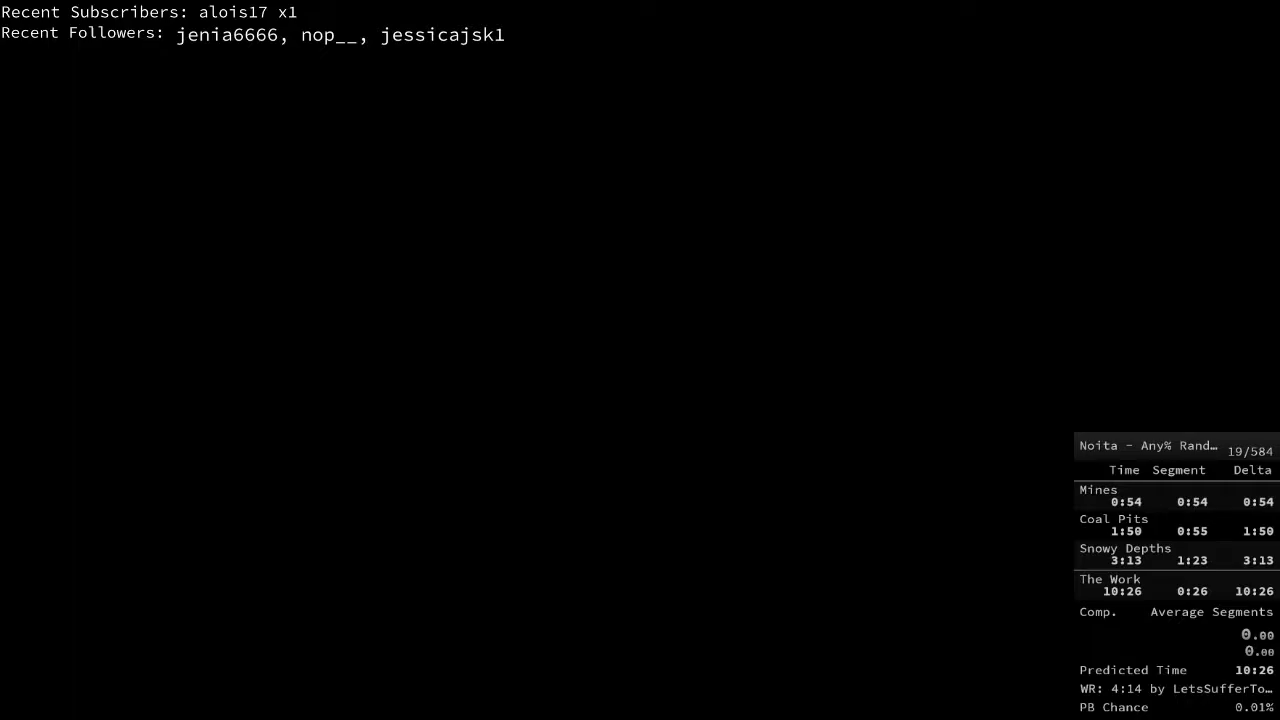 Recent Subscribers: alois17 x1
Recent Followers: jenia6666, nop__, jessicajsk1
Noita - Any% Rand… 19/584
Time Segment Delta
Mines
0:54 0:54 0:54
Coal Pits
1:50 0:55 1:50
Snowy Depths
3:13 1:23 3:13
The Work
10:26 0:26 10:26
Comp. Average Segments
0.00
0.00
Predicted Time 10:26
WR: 4:14 by LetsSufferTo…
PB Chance 0.01%